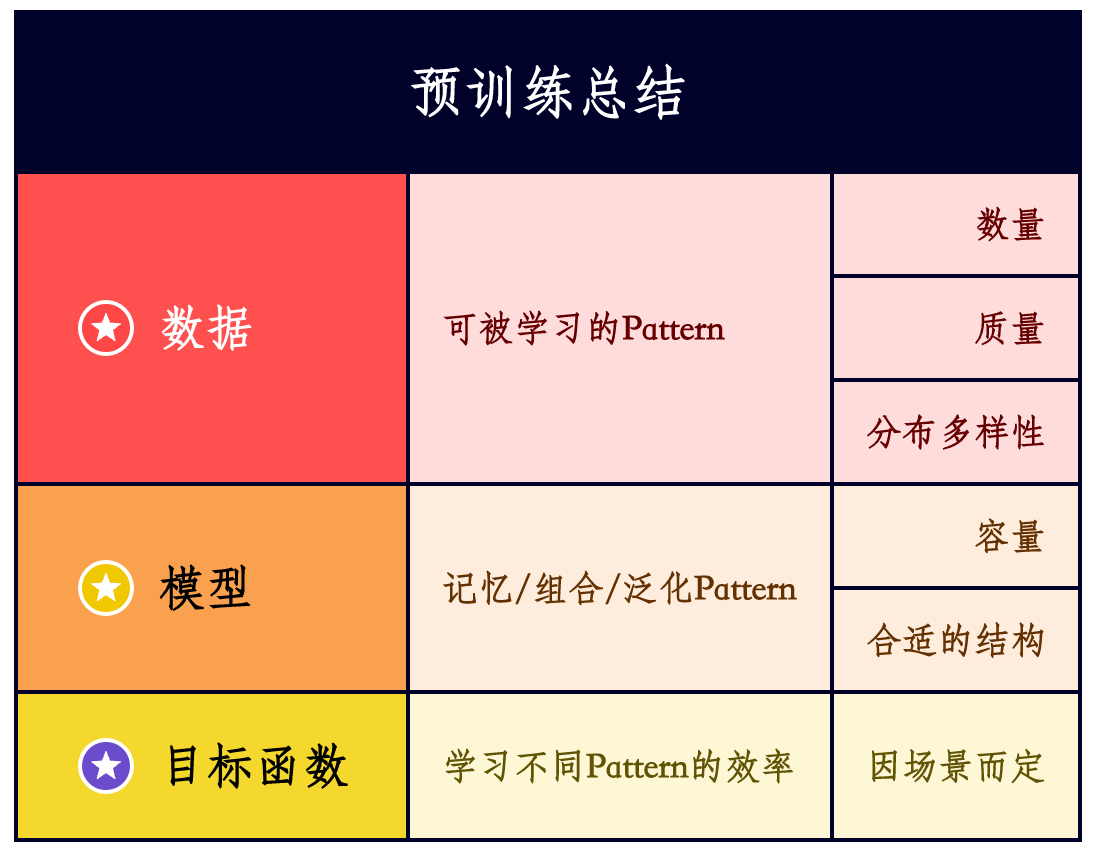 预训练总结
数据
可被学习的Pattern
数量
质量
分布多样性
模型
记忆/组合/泛化Pattern
容量
合适的结构
目标函数
学习不同Pattern的效率
因场景而定